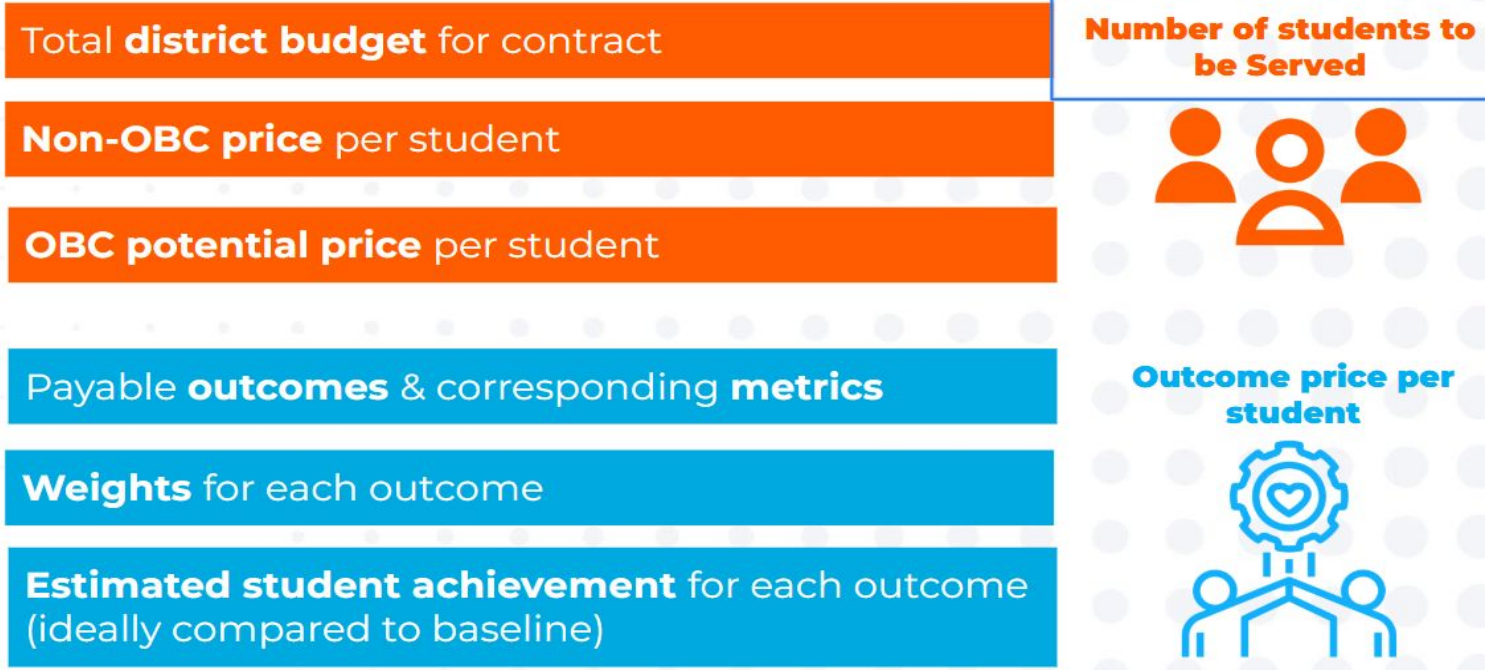 Total district budget for contract
Number of students to
be Served
Non-OBC price per student
OBC potential price per student
Payable outcomes & corresponding metrics
Outcome price per
student
Weights for each outcome
Estimated student achievement for each outcome
(ideally compared to baseline)